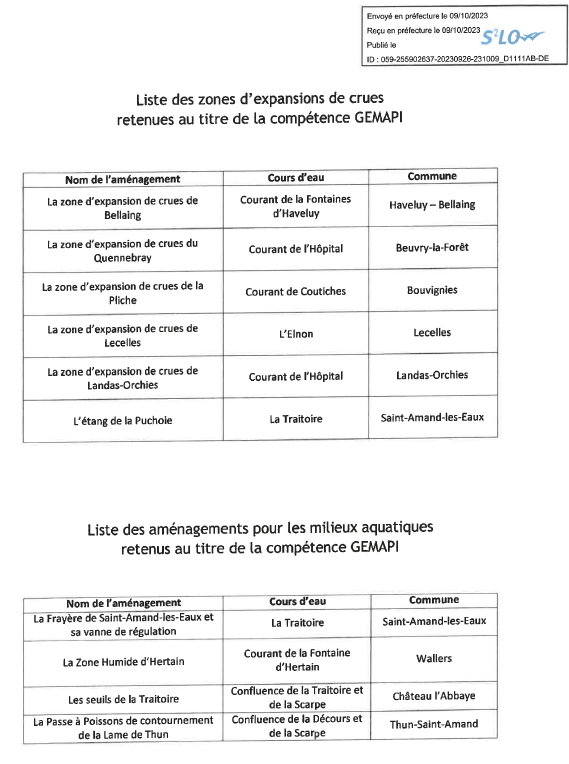 Envoyé en préfecture le 09/10/2023
Reçu en préfecture le 09/10/2023
Publié le
S²LO
ID : 059-255902637-20230926-231009_D1111AB-DE
Liste des zones d'expansions de crues
retenues au titre de la compétence GEMAPI
Nom de l'aménagement Cours d'eau Commune
La zone d'expansion de crues de
Bellaing
Courant de la Fontaines
d'Haveluy
Haveluy – Bellaing
La zone d'expansion de crues du
Quennebray
Courant de l'Hôpital
Beuvry-la-Forêt
La zone d'expansion de crues de la
Pliche
Courant de Coutiches
Bouvignies
La zone d'expansion de crues de
Lecelles
L'Elnon
Lecelles
La zone d'expansion de crues de
Landas-Orchies
Courant de l'Hôpital
Landas-Orchies
L'étang de la Puchoie
La Traitoire
Saint-Amand-les-Eaux
Liste des aménagements pour les milieux aquatiques
retenus au titre de la compétence GEMAPI
Nom de l'aménagement Cours d'eau Commune
La Frayère de Saint-Amand-les-Eaux et
sa vanne de régulation
La Traitoire
Saint-Amand-les-Eaux
La Zone Humide d'Hertain
Courant de la Fontaine
d'Hertain
Wallers
Les seuils de la Traitoire
Confluence de la Traitoire et
de la Scarpe
Château l'Abbaye
La Passe à Poissons de contournement
de la Lame de Thun
Confluence de la Décours et
de la Scarpe
Thun-Saint-Amand